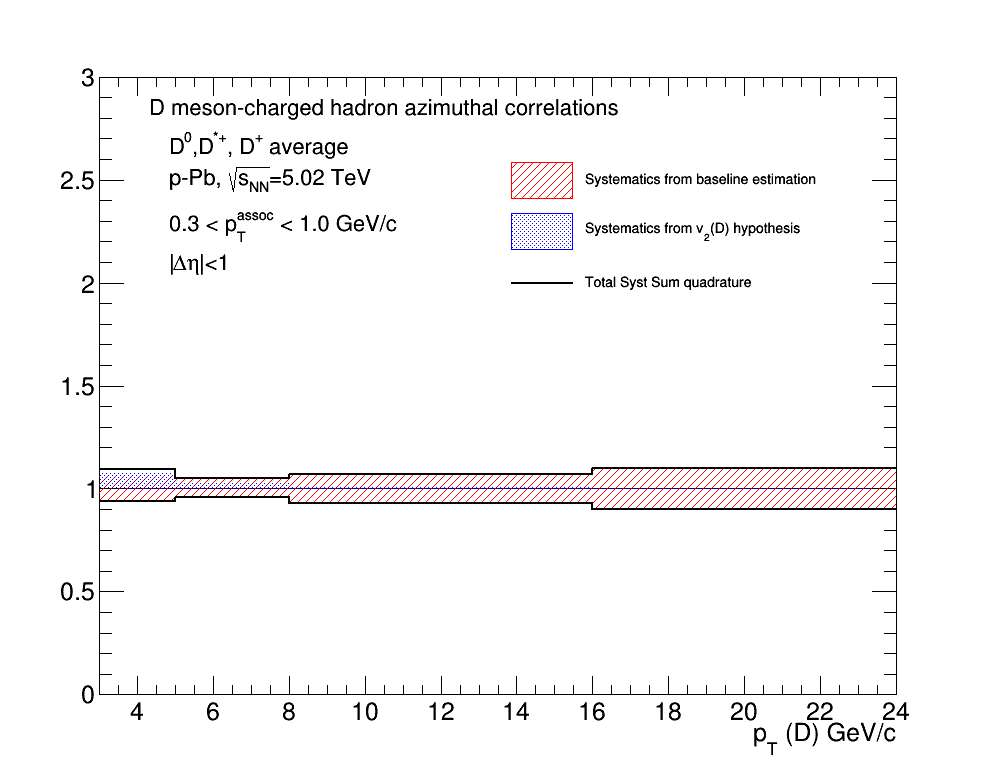 D meson-charged hadron azimuthal correlations
D⁰,D*⁺, D⁺ average
p-Pb, √sNN=5.02 TeV
0.3 < pTassoc < 1.0 GeV/c
|Δη|<1
Systematics from baseline estimation
Systematics from v₂(D) hypothesis
Total Syst Sum quadrature
3
2.5
2
1.5
1
0.5
0
4 6 8 10 12 14 16 18 20 22 24
pT (D) GeV/c